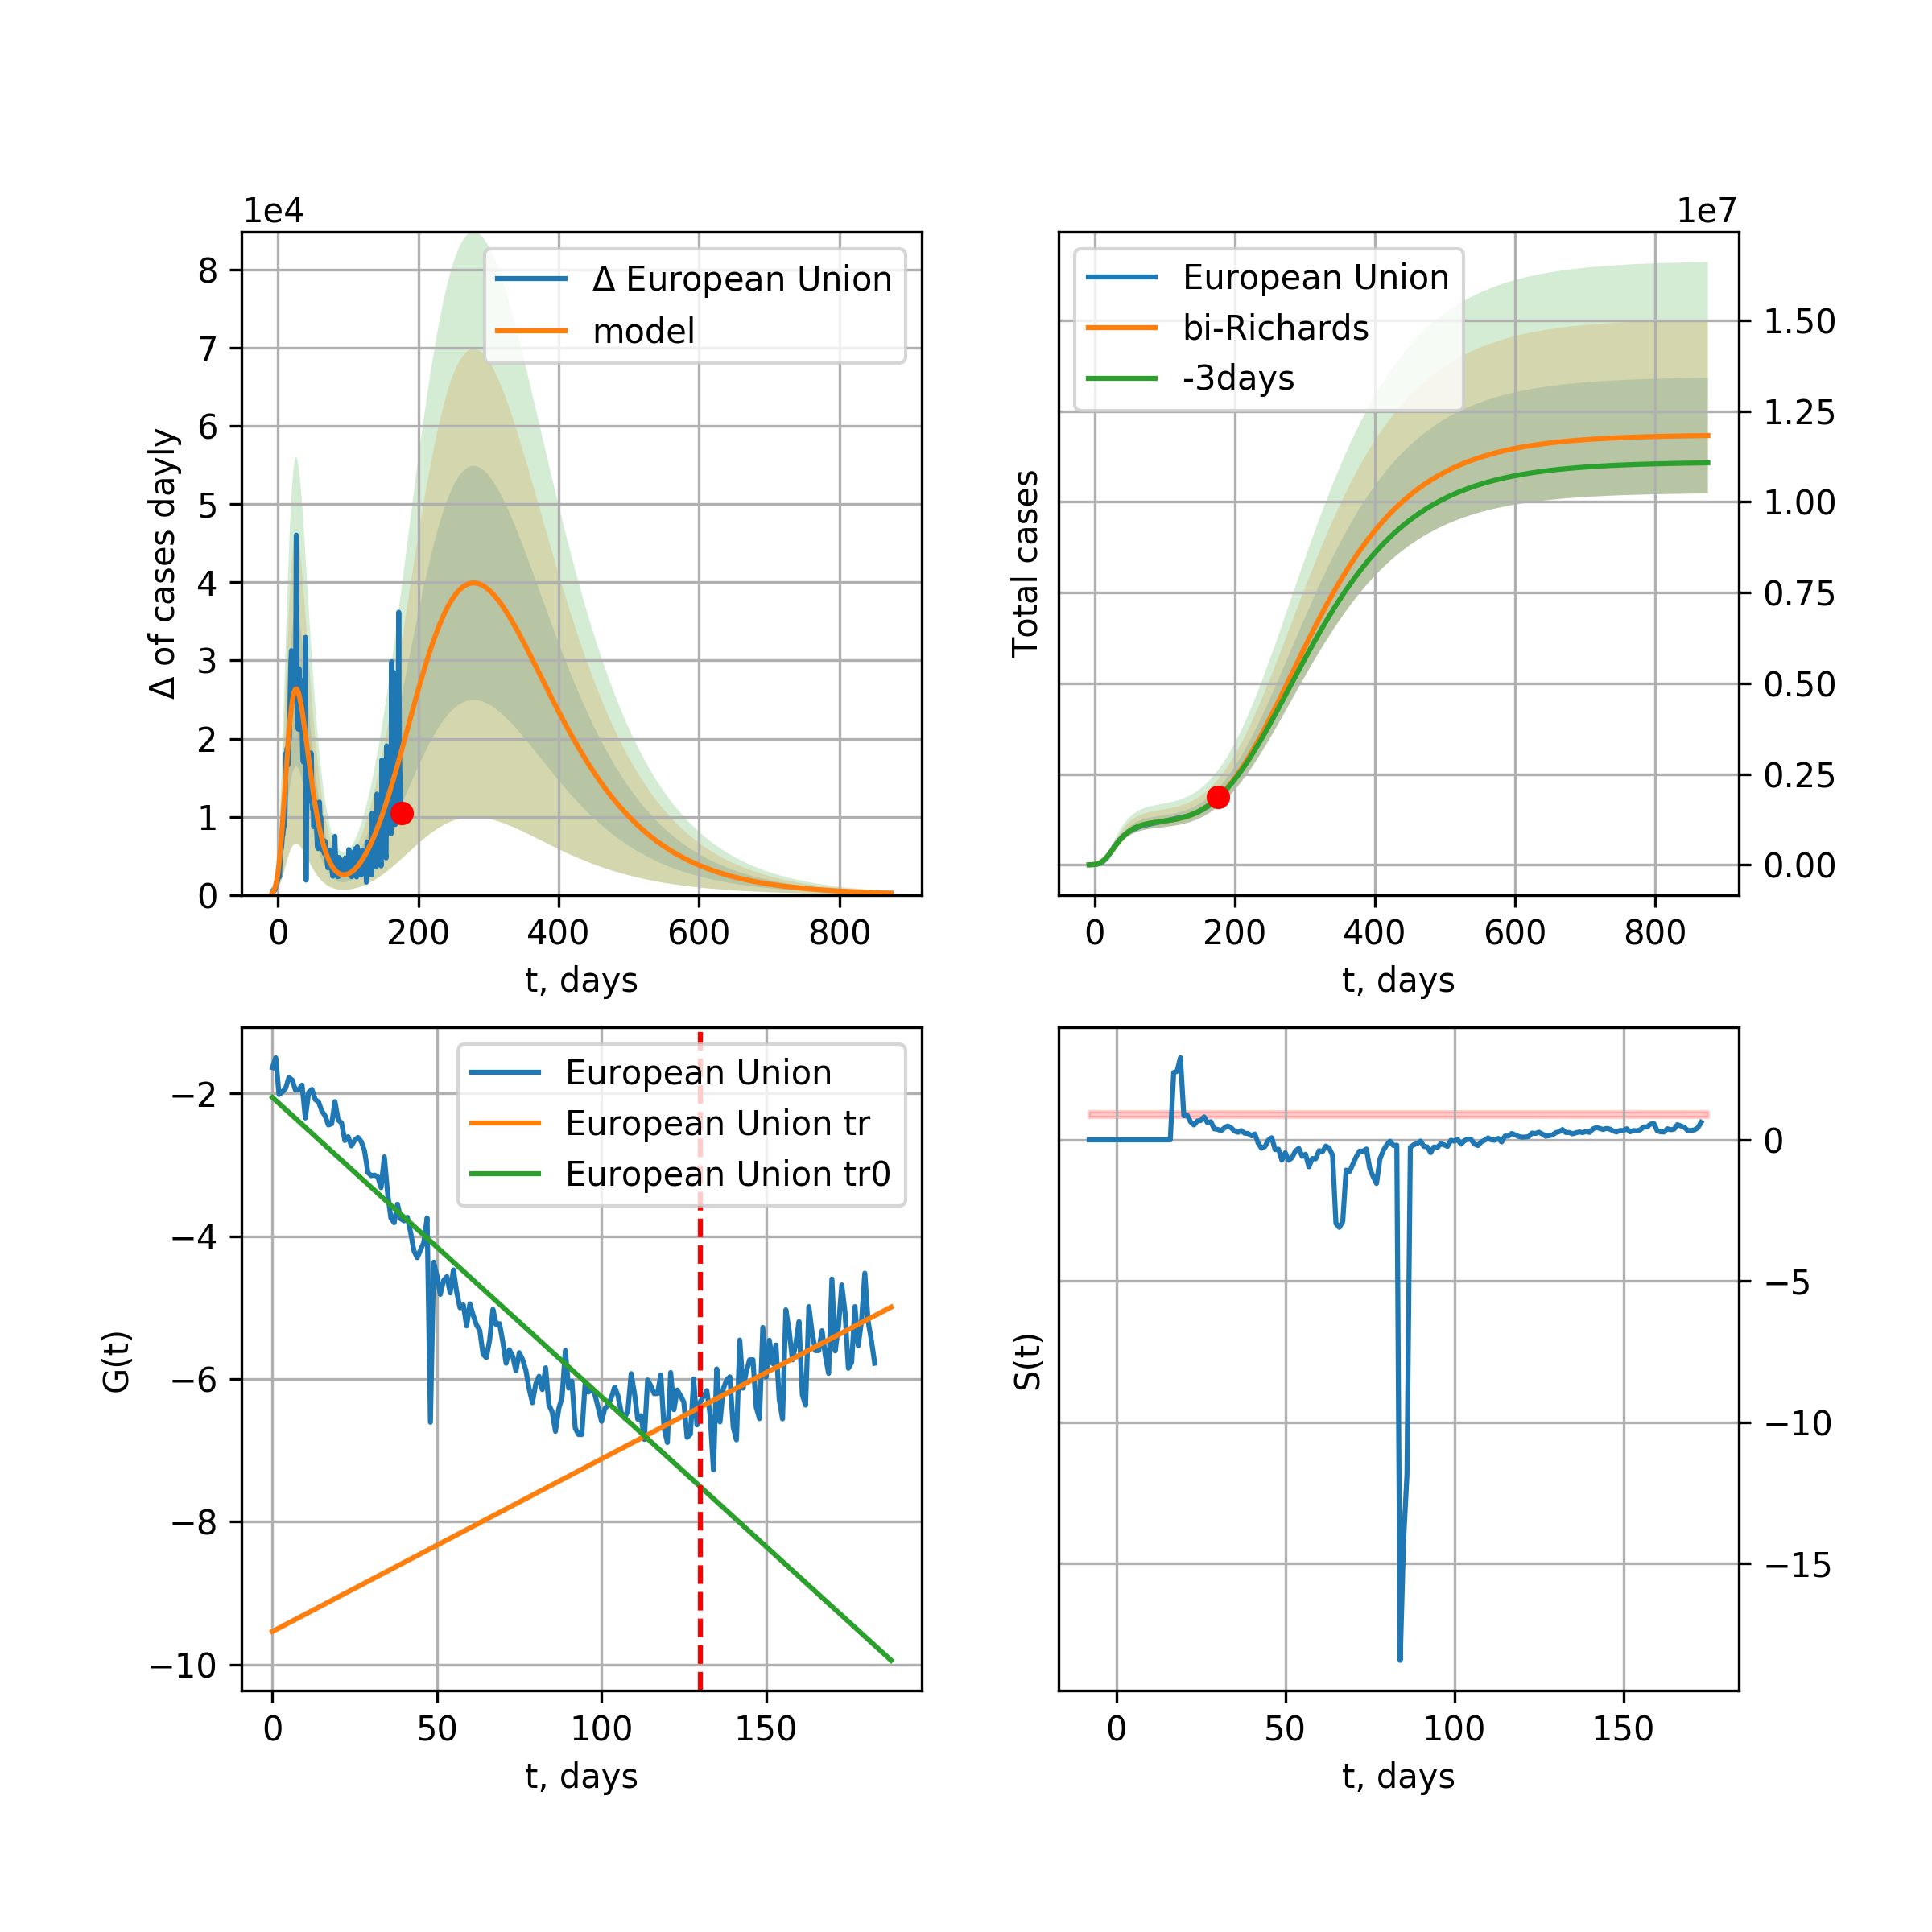 1e4
8
7
6
5
4
3
2
1
0
Δ of cases dayly
Δ European Union
model
0 200 400 600 800
t, days
1e7
Total cases
European Union
bi-Richards
-3days
1.50
1.25
1.00
0.75
0.50
0.25
0.00
0 200 400 600 800
t, days
G(t)
−2
−4
−6
−8
−10
European Union
European Union tr
European Union tr0
0 50 100 150
t, days
S(t)
0
−5
−10
−15
0 50 100 150
t, days